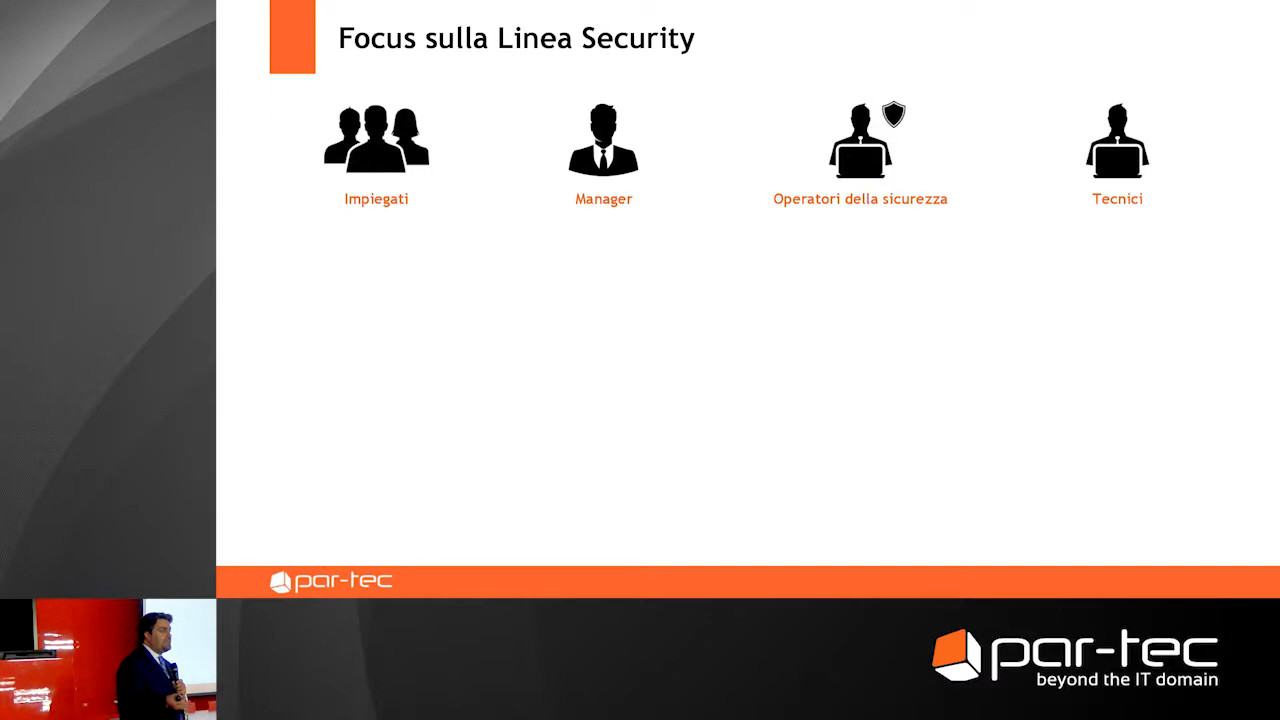 Focus sulla Linea Security
Impiegati
Manager
Operatori della sicurezza
Tecnici
par-tec
par-tec
beyond the IT domain